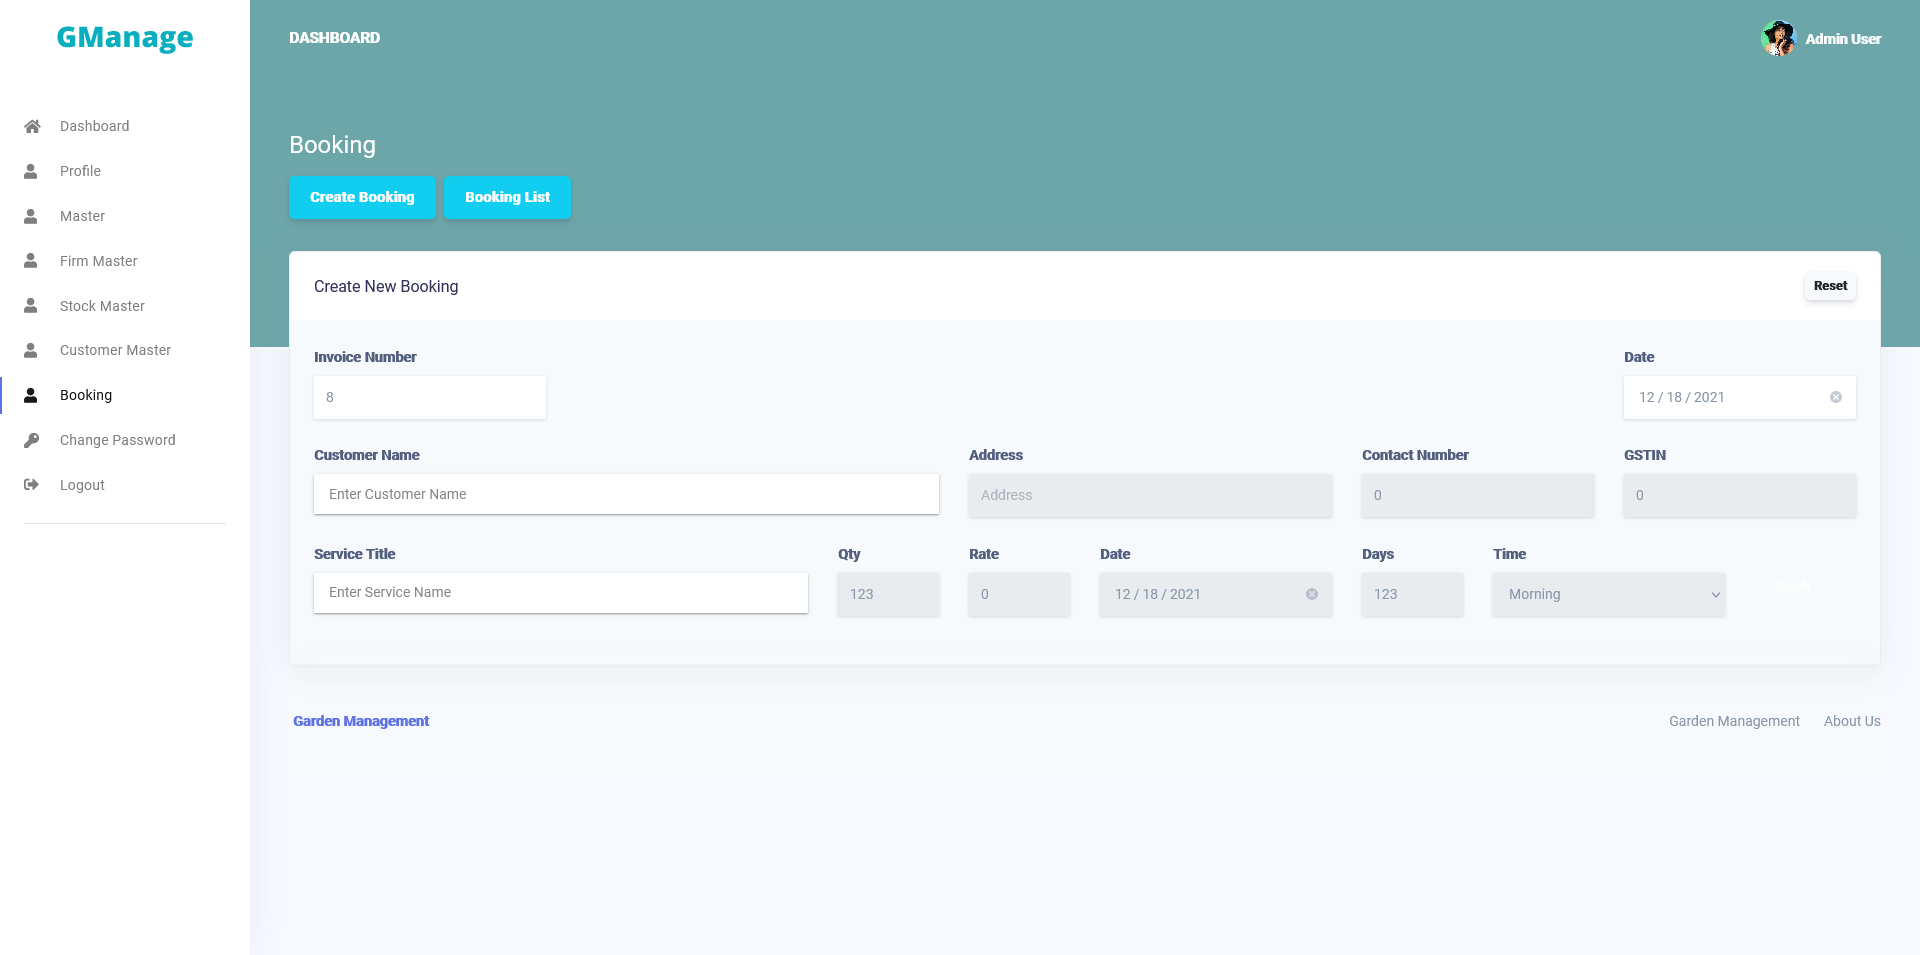 GManage
DASHBOARD
Admin User
Dashboard
Profile
Master
Firm Master
Stock Master
Customer Master
Booking
Change Password
Logout
Booking
Create Booking
Booking List
Create New Booking
Reset
Invoice Number
Date
8
12 / 18 / 2021
Customer Name
Address
Contact Number
GSTIN
Enter Customer Name
Address
0
0
Service Title
Qty
Rate
Date
Days
Time
Enter Service Name
123
0
12 / 18 / 2021
123
Morning
Garden Management
Garden Management
About Us